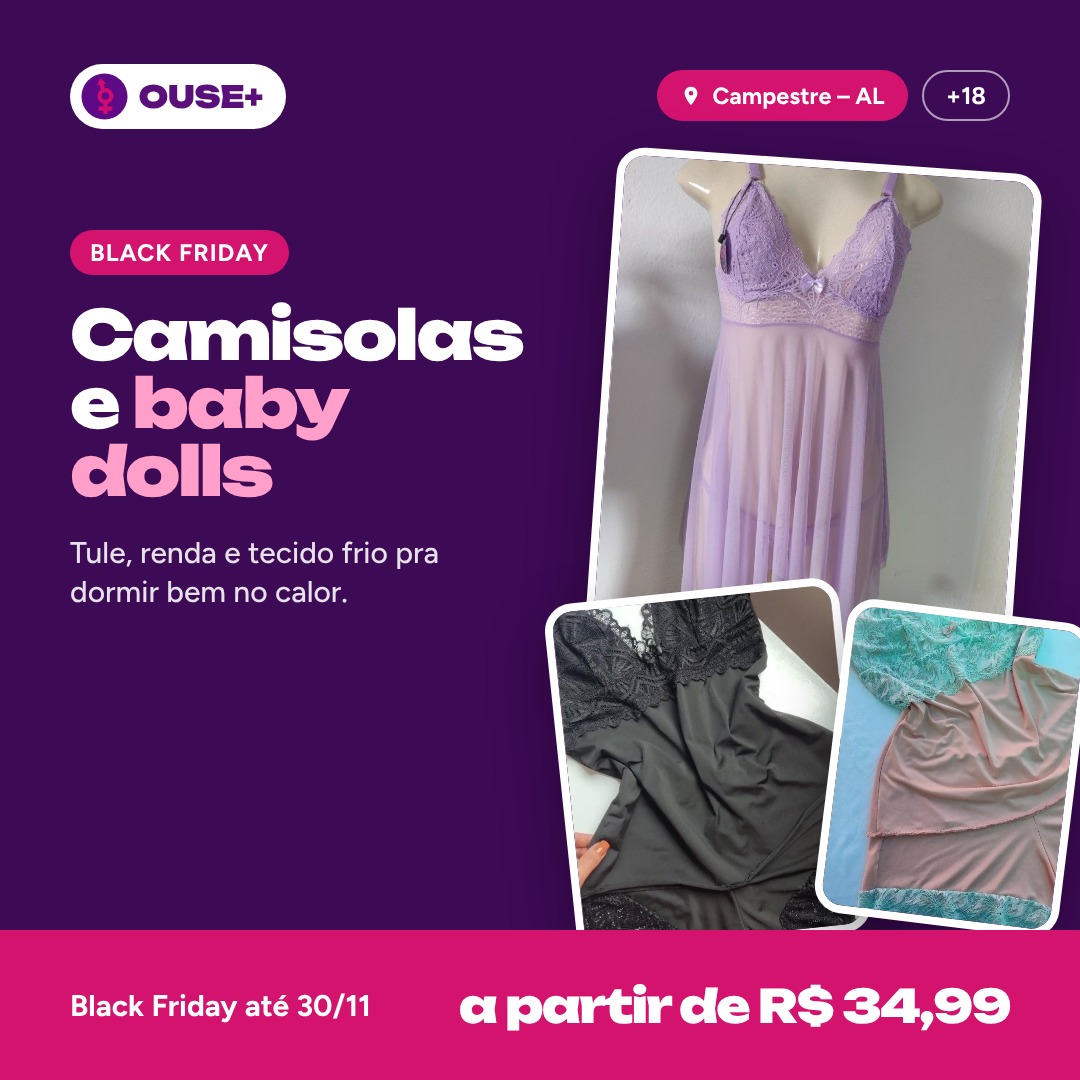 OUSE+
Campestre – AL
+18
BLACK FRIDAY
Camisolas
e baby
dolls
Tule, renda e tecido frio pra
dormir bem no calor.
Black Friday até 30/11
a partir de R$ 34,99